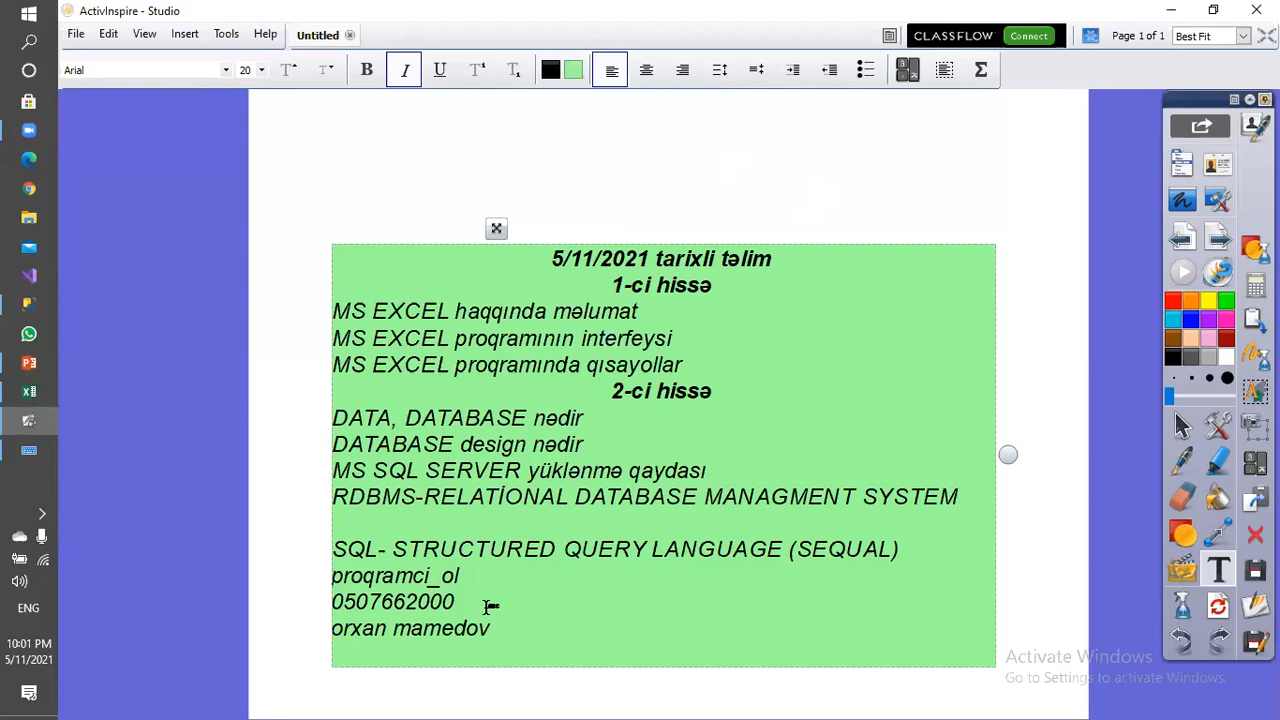 ActivInspire - Studio
File Edit View Insert Tools Help Untitled CLASSFLOW Connect Page 1 of 1 Best Fit
Arial 20 B I U
5/11/2021 tarixli təlim
1-ci hissə
MS EXCEL haqqında məlumat
MS EXCEL proqramının interfeysi
MS EXCEL proqramında qısayollar
2-ci hissə
DATA, DATABASE nədir
DATABASE design nədir
MS SQL SERVER yüklənmə qaydası
RDBMS-RELATİONAL DATABASE MANAGMENT SYSTEM
SQL- STRUCTURED QUERY LANGUAGE (SEQUAL)
proqramci_ol
0507662000
orxan mamedov
Activate Windows
Go to Settings to activate Windows.
ENG
10:01 PM
5/11/2021